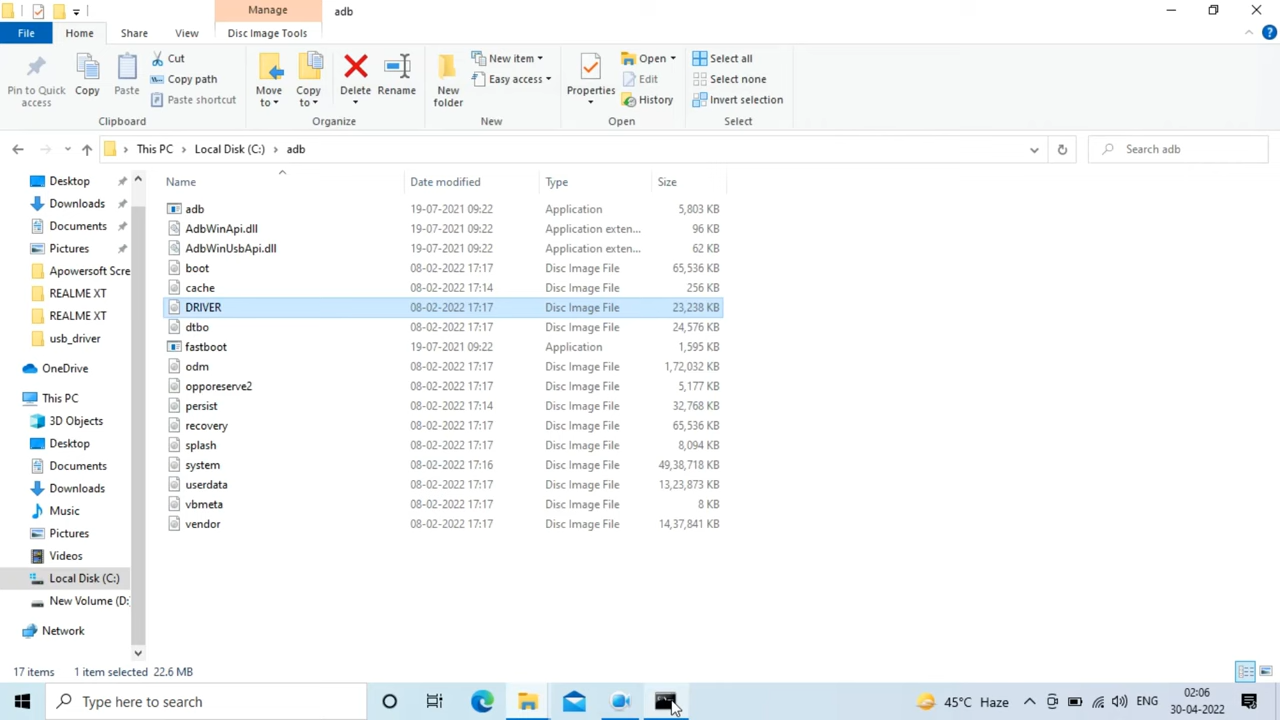 Manage
adb
File
Home
Share
View
Disc Image Tools
Pin to Quick access
Copy
Paste
Cut
Copy path
Paste shortcut
Move to
Copy to
Delete
Rename
New folder
New item
Easy access
Properties
Open
Edit
History
Select all
Select none
Invert selection
Clipboard
Organize
New
Open
Select
This PC
Local Disk (C:)
adb
Search adb
Name
Date modified
Type
Size
adb 19-07-2021 09:22 Application 5,803 KB
AdbWinApi.dll 19-07-2021 09:22 Application exten... 96 KB
AdbWinUsbApi.dll 19-07-2021 09:22 Application exten... 62 KB
boot 08-02-2022 17:17 Disc Image File 65,536 KB
cache 08-02-2022 17:14 Disc Image File 256 KB
DRIVER 08-02-2022 17:17 Disc Image File 23,238 KB
dtbo 08-02-2022 17:17 Disc Image File 24,576 KB
fastboot 19-07-2021 09:22 Application 1,595 KB
odm 08-02-2022 17:17 Disc Image File 1,72,032 KB
opporeserve2 08-02-2022 17:17 Disc Image File 5,177 KB
persist 08-02-2022 17:14 Disc Image File 32,768 KB
recovery 08-02-2022 17:17 Disc Image File 65,536 KB
splash 08-02-2022 17:17 Disc Image File 8,094 KB
system 08-02-2022 17:16 Disc Image File 49,38,718 KB
userdata 08-02-2022 17:17 Disc Image File 13,23,873 KB
vbmeta 08-02-2022 17:17 Disc Image File 8 KB
vendor 08-02-2022 17:17 Disc Image File 14,37,841 KB
Desktop
Downloads
Documents
Pictures
Apowersoft Scre
REALME XT
REALME XT
usb_driver
OneDrive
This PC
3D Objects
Desktop
Documents
Downloads
Music
Pictures
Videos
Local Disk (C:)
New Volume (D:
Network
17 items
1 item selected 22.6 MB
Type here to search
45°C Haze
ENG
02:06
30-04-2022